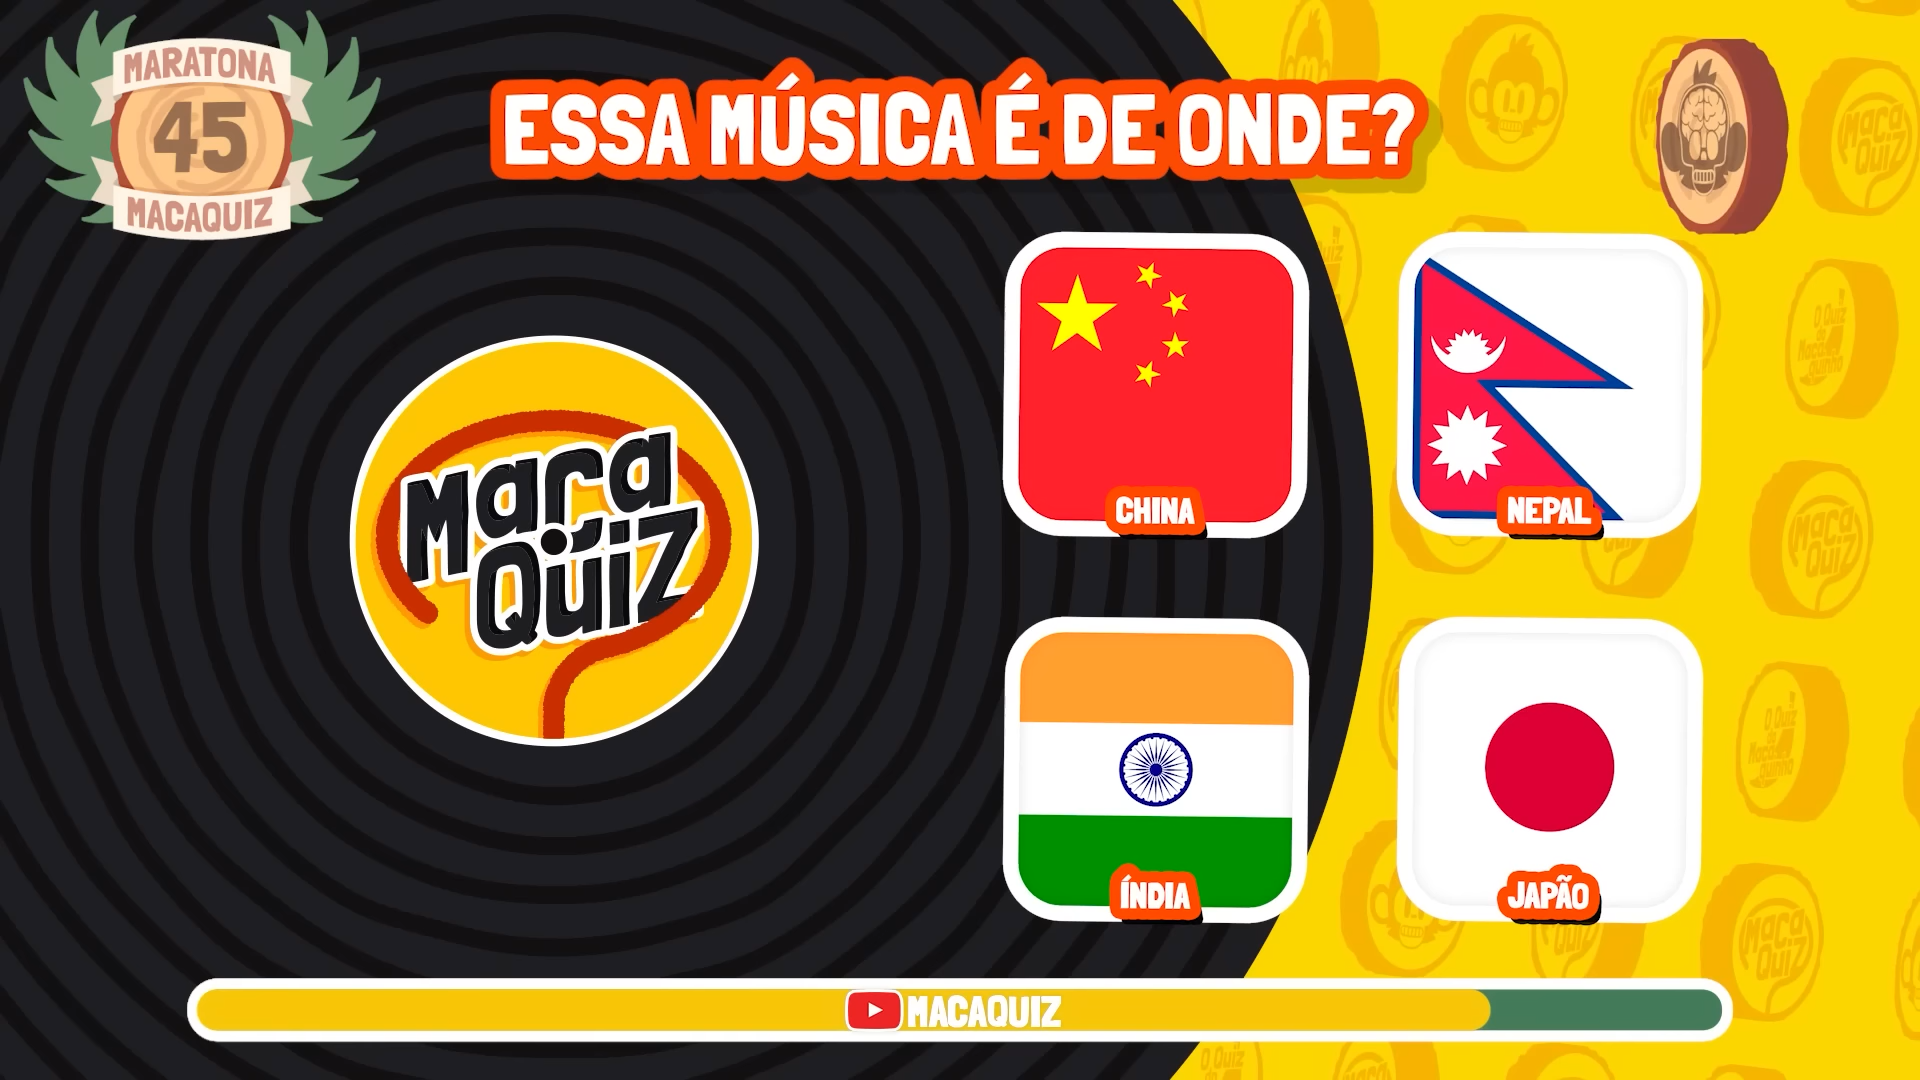 MARATONA
45
MACAQUIZ
ESSA MÚSICA É DE ONDE?
Maca
Quiz
CHINA
NEPAL
ÍNDIA
JAPÃO
MACAQUIZ